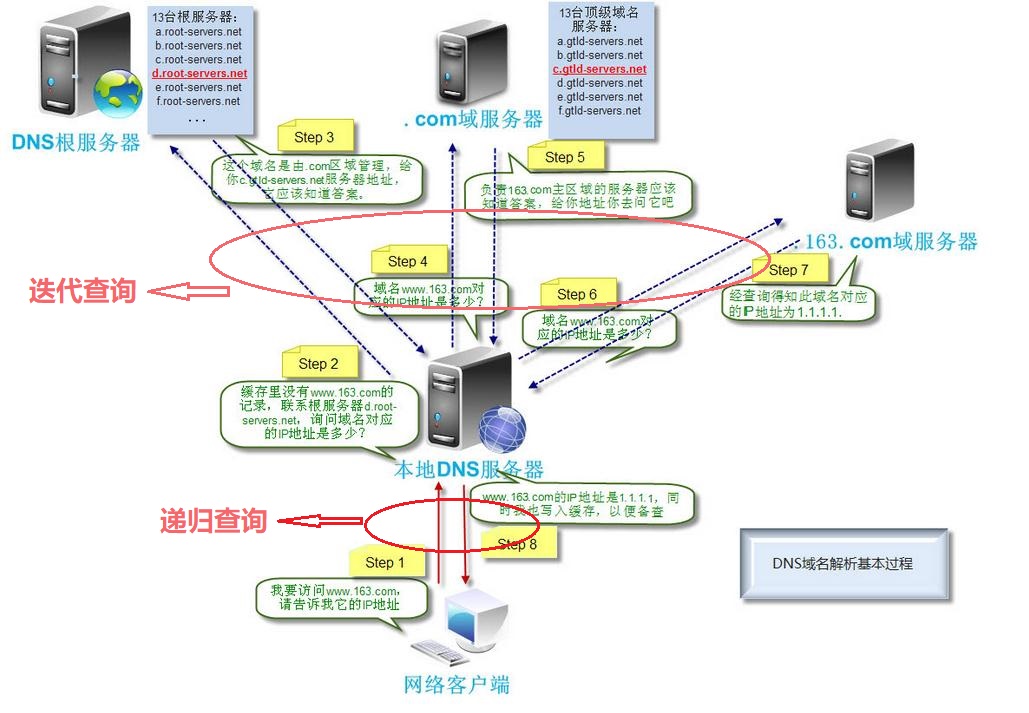 13台根服务器：
a.root-servers.net
b.root-servers.net
c.root-servers.net
d.root-servers.net
e.root-servers.net
f.root-servers.net
...
DNS根服务器
13台顶级域名
服务器：
a.gtld-servers.net
b.gtld-servers.net
c.gtld-servers.net
d.gtld-servers.net
e.gtld-servers.net
f.gtld-servers.net
.com域服务器
Step 3
这个域名是由.com区域管理，给
你c.gtld-servers.net服务器地址，
它应该知道答案。
Step 5
负责163.com主区域的服务器应该
知道答案，给你地址你去问它吧
.163.com域服务器
Step 4
域名www.163.com对
应的IP地址是多少？
Step 6
域名www.163.com对
应的IP地址是多少？
Step 7
经查询得知此域名对应
的IP地址为1.1.1.1.
迭代查询
Step 2
缓存里没有www.163.com的
记录，联系根服务器d.root-
servers.net，询问域名对应
的IP地址是多少？
本地DNS服务器
www.163.com的IP地址是1.1.1.1，同
时我也写入缓存，以便备查
Step 8
递归查询
Step 1
我要访问www.163.com，
请告诉我它的IP地址
网络客户端
DNS域名解析基本过程